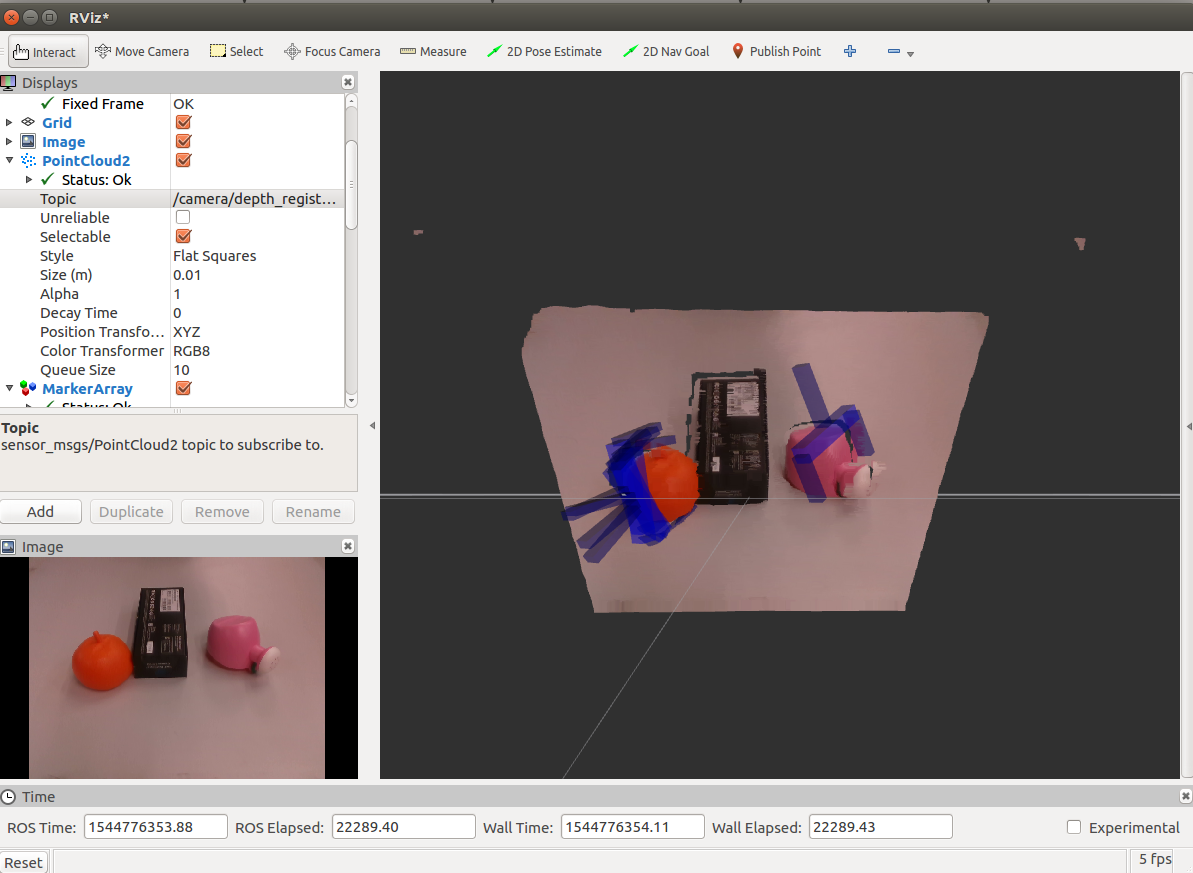 RViz*
Interact Move Camera Select Focus Camera Measure 2D Pose Estimate 2D Nav Goal Publish Point
Displays
Fixed Frame OK
Grid
Image
PointCloud2
Status: Ok
Topic /camera/depth_regist...
Unreliable
Selectable
Style Flat Squares
Size (m) 0.01
Alpha 1
Decay Time 0
Position Transfo... XYZ
Color Transformer RGB8
Queue Size 10
MarkerArray
Status: Ok
Topic
sensor_msgs/PointCloud2 topic to subscribe to.
Add Duplicate Remove Rename
Image
Time
ROS Time: 1544776353.88 ROS Elapsed: 22289.40 Wall Time: 1544776354.11 Wall Elapsed: 22289.43 Experimental
Reset 5 fps